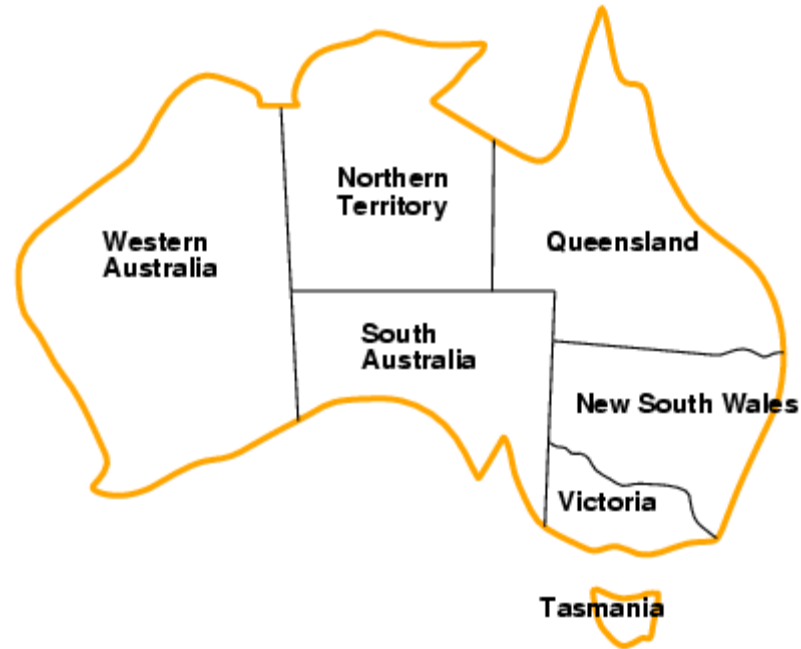 Northern
Territory
Western
Australia
Queensland
South
Australia
New South Wales
Victoria
Tasmania